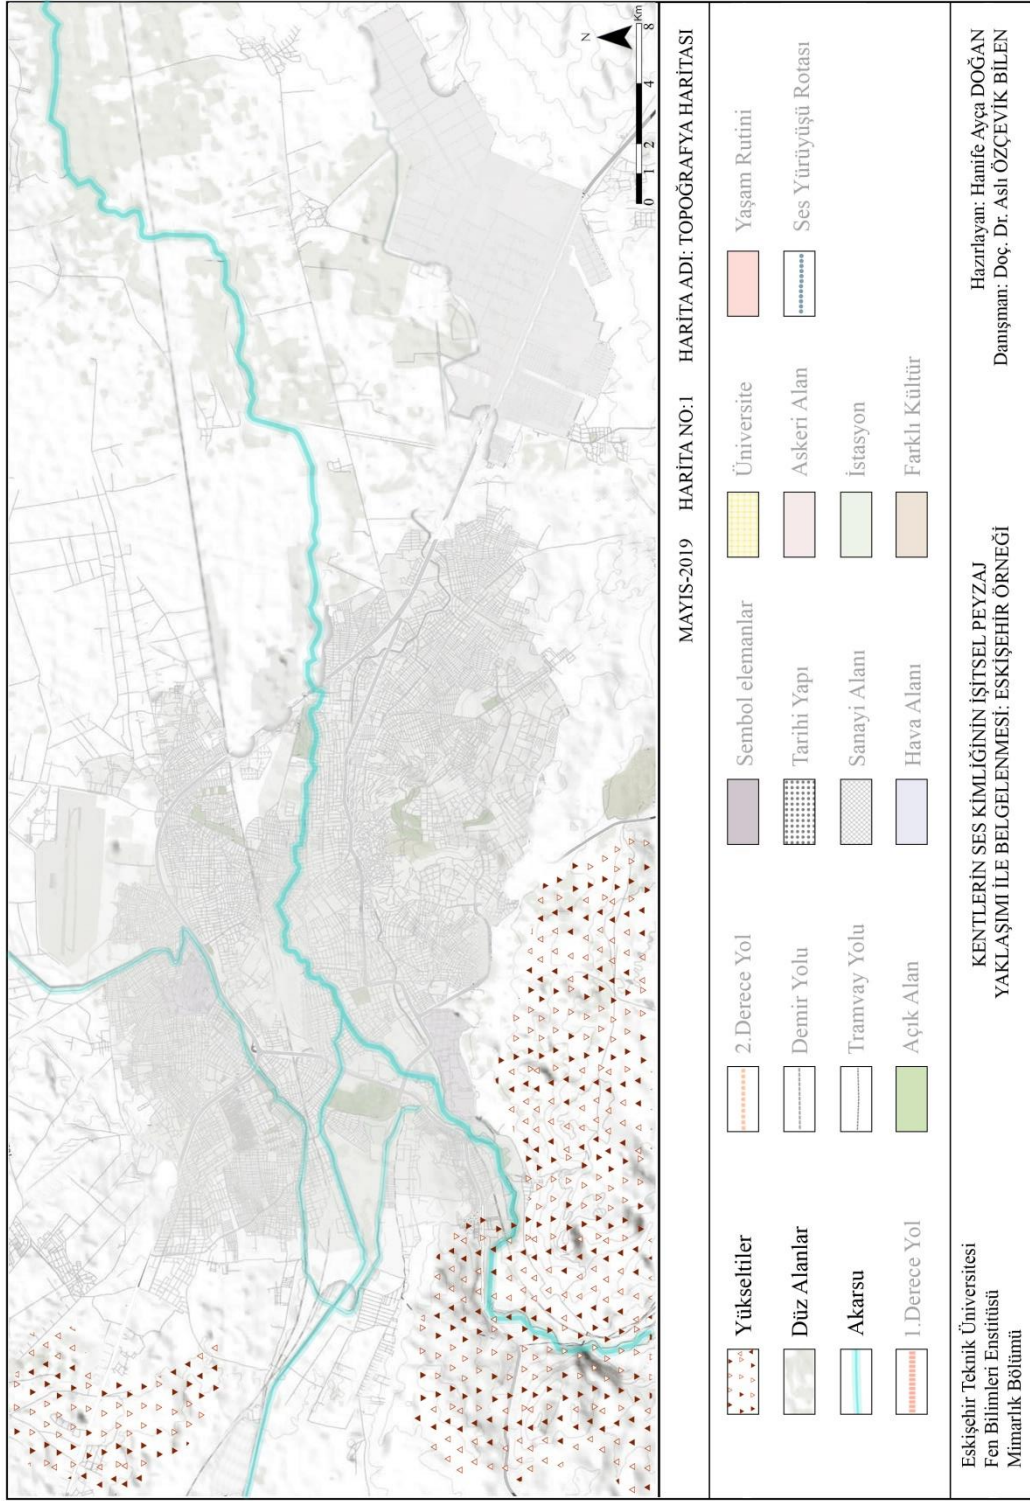 N
Km
0 1 2 4 8
MAYIS-2019 HARİTA NO:1 HARİTA ADI: TOPOĞRAFYA HARİTASI
Yükseltiler
Düz Alanlar
Akarsu
1.Derece Yol
2.Derece Yol
Demir Yolu
Tramvay Yolu
Açık Alan
Sembol elemanlar
Tarihi Yapı
Sanayi Alanı
Hava Alanı
Üniversite
Askeri Alan
İstasyon
Farklı Kültür
Yaşam Rutini
Ses Yürüyüşü Rotası
Eskişehir Teknik Üniversitesi
Fen Bilimleri Enstitüsü
Mimarlık Bölümü
KENTLERİN SES KİMLİĞİNİN İŞİTSEL PEYZAJ
YAKLAŞIMI İLE BELGELENMESİ: ESKİŞEHİR ÖRNEĞİ
Hazırlayan: Hanife Ayça DOĞAN
Danışman: Doç. Dr. Aslı ÖZÇEVİK BİLEN